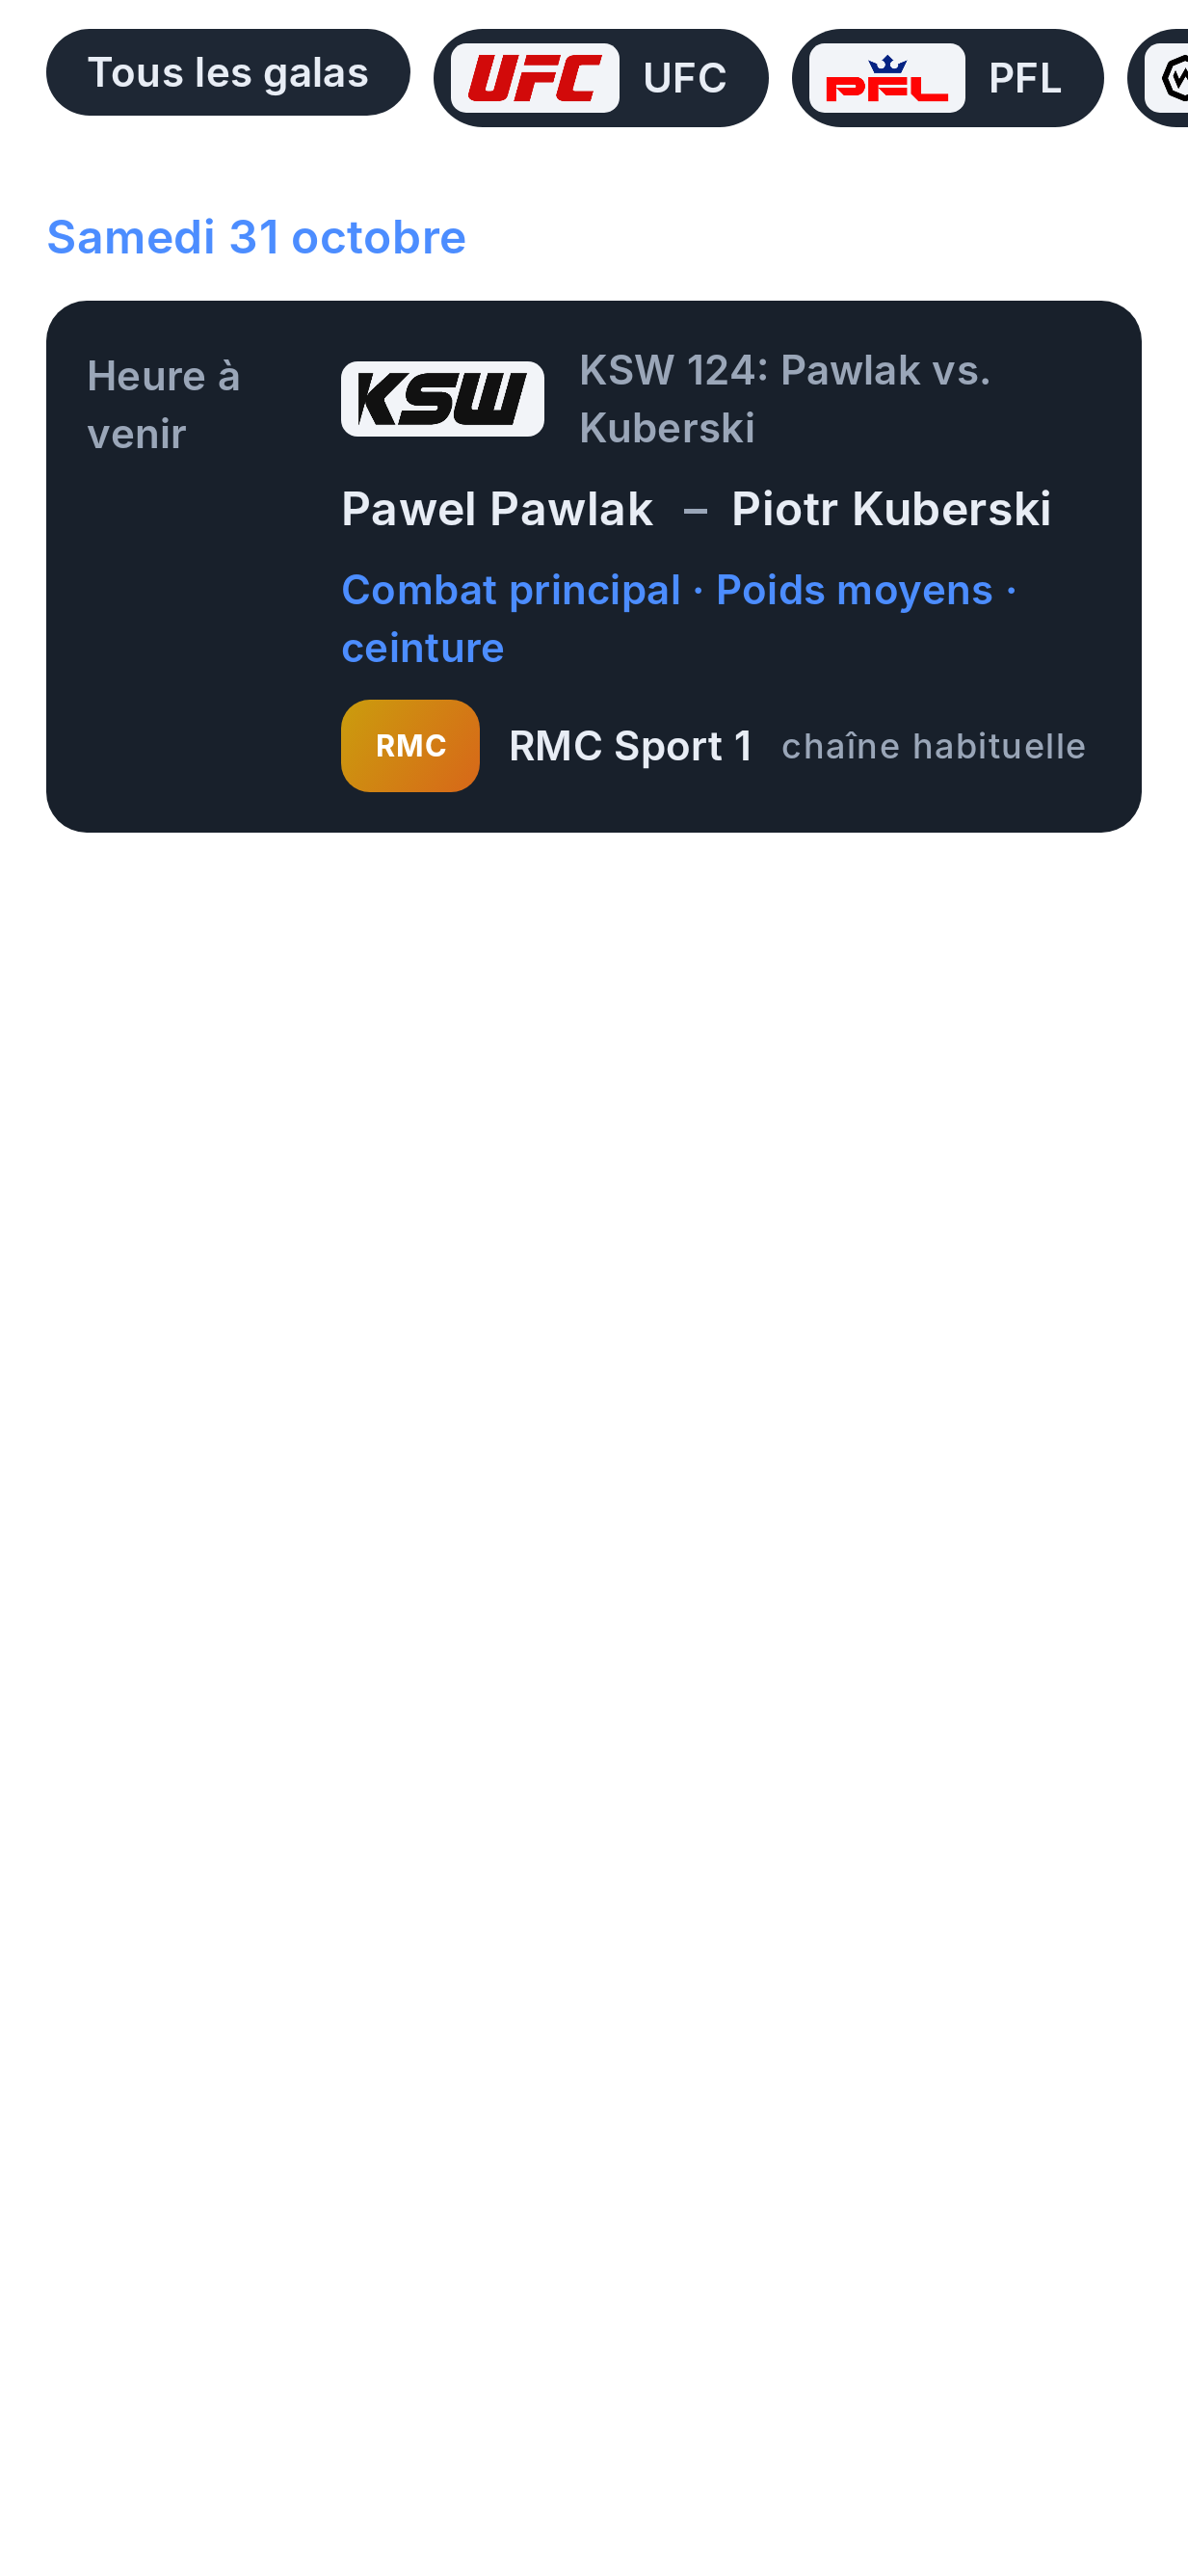 Tous les galas
UFC UFC
PFL PFL
Samedi 31 octobre
Heure à
venir
KSW
KSW 124: Pawlak vs.
Kuberski
Pawel Pawlak – Piotr Kuberski
Combat principal · Poids moyens ·
ceinture
RMC RMC Sport 1 chaîne habituelle